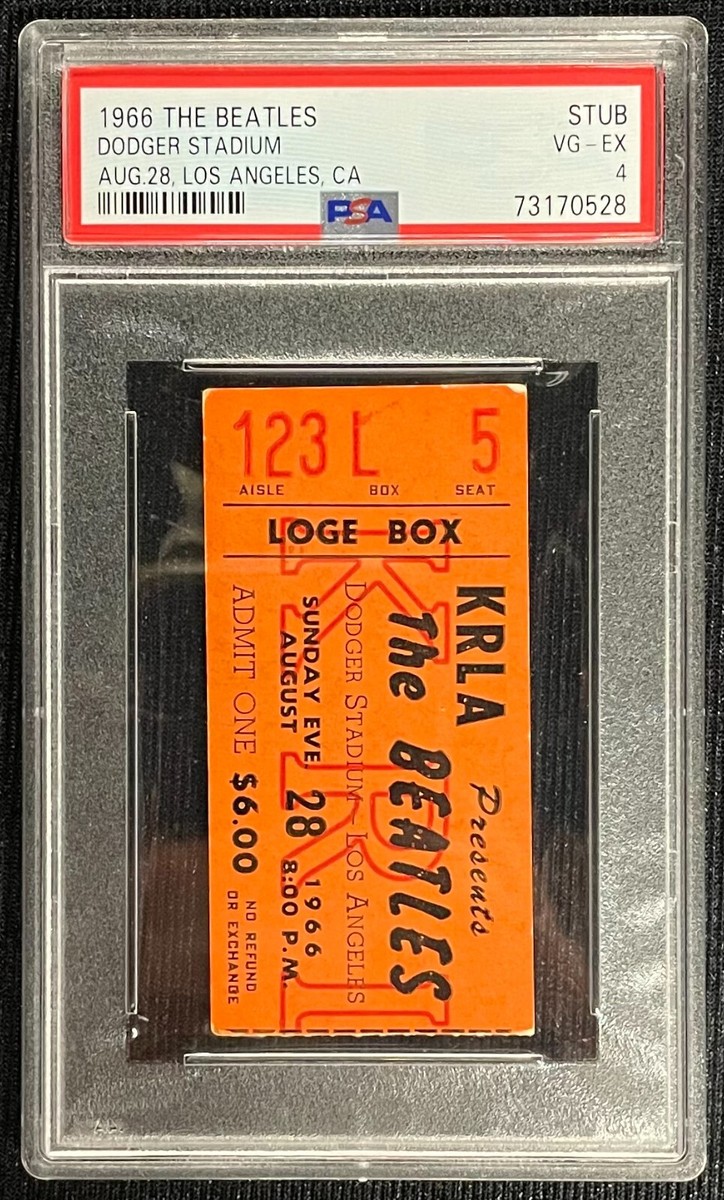 1966 THE BEATLES STUB
DODGER STADIUM VG-EX
AUG.28, LOS ANGELES, CA 4
PSA 73170528
123 L 5
AISLE BOX SEAT
LOGE BOX
KRLA Presents
The BEATLES
DODGER STADIUM - LOS ANGELES
SUNDAY EVE. AUGUST 28 1966 8:00 P.M.
ADMIT ONE $6.00 NO REFUND OR EXCHANGE
KRL